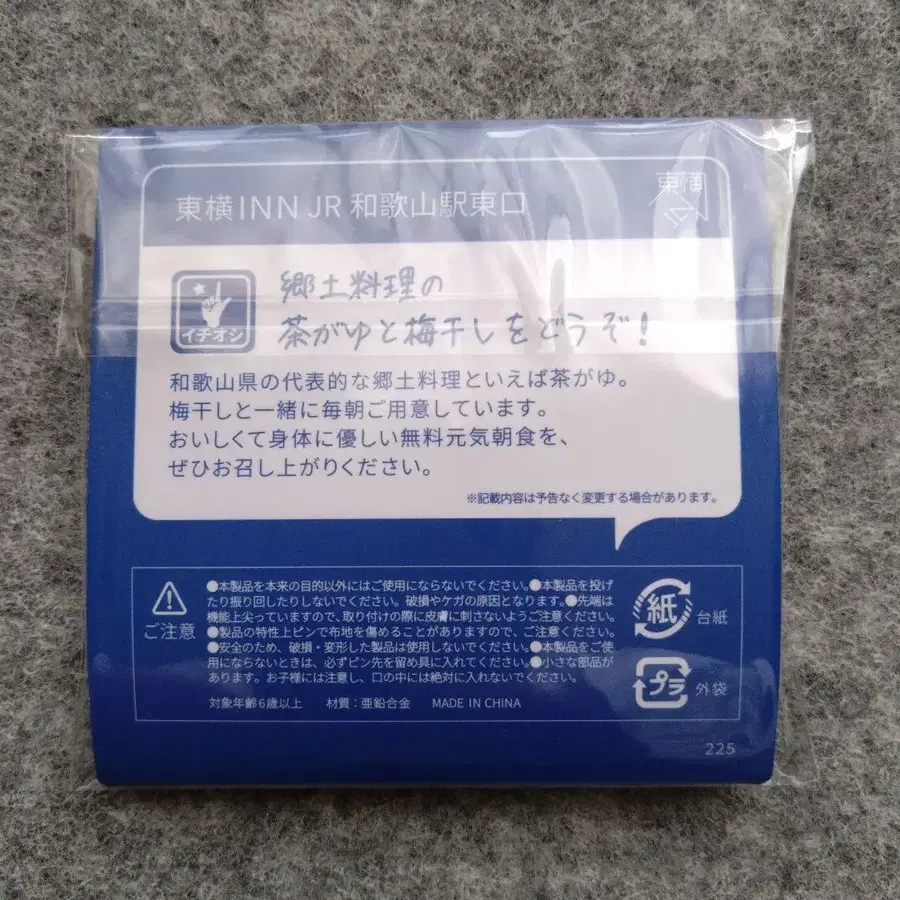 東横INN JR 和歌山駅東口
東横
イチオシ
郷土料理の
茶がゆと梅干しをどうぞ!
和歌山県の代表的な郷土料理といえば茶がゆ。
梅干しと一緒に毎朝ご用意しています。
おいしくて身体に優しい無料元気朝食を、
ぜひお召し上がりください。
※記載内容は予告なく変更する場合があります。
ご注意
●本製品を本来の目的以外にはご使用にならないでください。●本製品を投げ
たり振り回したりしないでください。破損やケガの原因となります。●先端は
機能上尖っていますので、取り付けの際に皮膚に刺さないようご注意ください。
●製品の特性上ピンで布地を傷めることがありますので、ご注意ください。
●安全のため、破損・変形した製品は使用しないでください。●本製品をご使
用にならないときは、必ずピン先を留め具に入れてください。●小さな部品が
あります。お子様には注意し、口の中には絶対に入れないでください。
対象年齢6歳以上 材質：亜鉛合金 MADE IN CHINA
紙 台紙
プラ 外袋
225